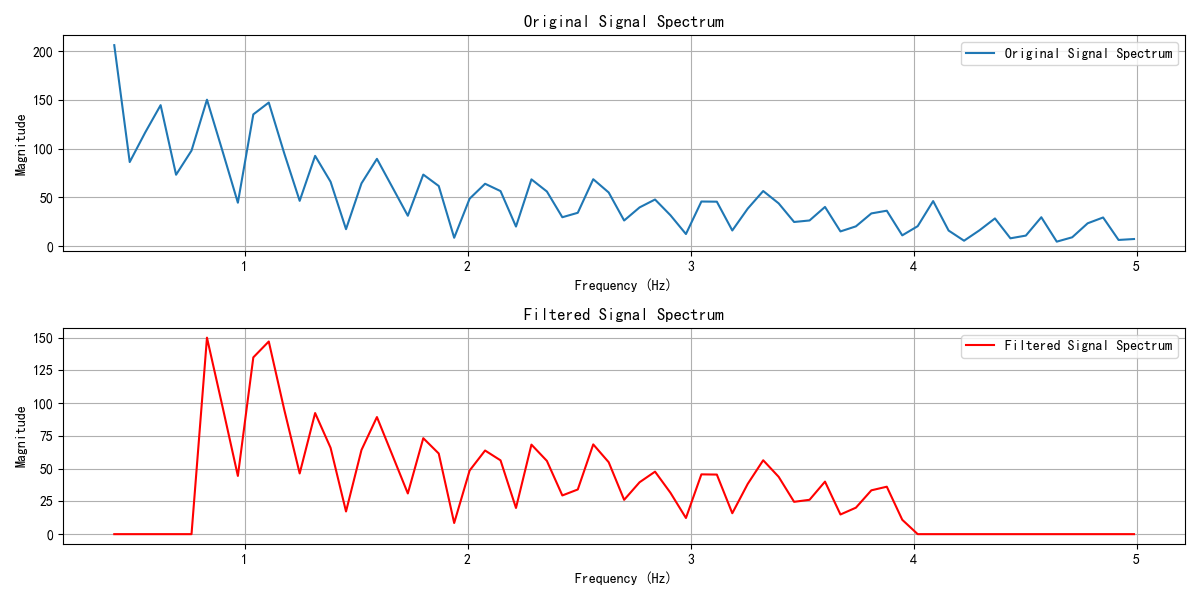 Original Signal Spectrum
Original Signal Spectrum
Magnitude
200
150
100
50
0
1 2 3 4 5
Frequency (Hz)
Filtered Signal Spectrum
Filtered Signal Spectrum
Magnitude
150
125
100
75
50
25
0
1 2 3 4 5
Frequency (Hz)